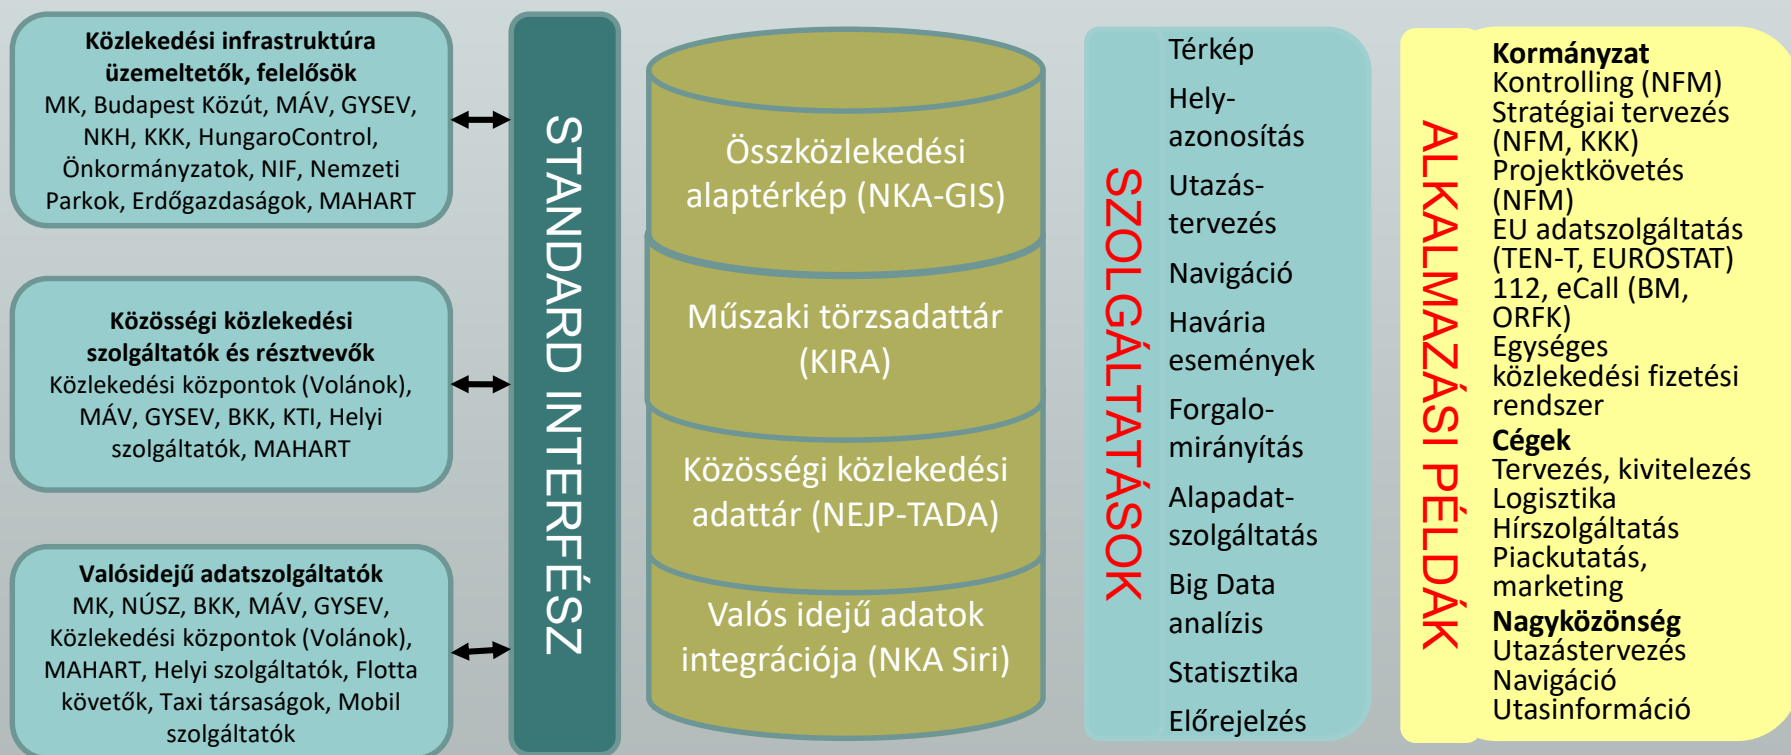 Közlekedési infrastruktúra
üzemeltetők, felelősök
MK, Budapest Közút, MÁV, GYSEV,
NKH, KKK, HungaroControl,
Önkormányzatok, NIF, Nemzeti
Parkok, Erdőgazdaságok, MAHART
Közösségi közlekedési
szolgáltatók és résztvevők
Közlekedési központok (Volánok),
MÁV, GYSEV, BKK, KTI, Helyi
szolgáltatók, MAHART
Valósidejű adatszolgáltatók
MK, NÚSZ, BKK, MÁV, GYSEV,
Közlekedési központok (Volánok),
MAHART, Helyi szolgáltatók, Flotta
követők, Taxi társaságok, Mobil
szolgáltatók
STANDARD INTERFÉSZ
Összközlekedési
alaptérkép (NKA-GIS)
Műszaki törzsadattár
(KIRA)
Közösségi közlekedési
adattár (NEJP-TADA)
Valós idejű adatok
integrációja (NKA Siri)
SZOLGÁLTATÁSOK
Térkép
Hely-
azonosítás
Utazás-
tervezés
Navigáció
Havária
események
Forgalo-
mirányítás
Alapadat-
szolgáltatás
Big Data
analízis
Statisztika
Előrejelzés
ALKALMAZÁSI PÉLDÁK
Kormányzat
Kontrolling (NFM)
Stratégiai tervezés
(NFM, KKK)
Projektkövetés
(NFM)
EU adatszolgáltatás
(TEN-T, EUROSTAT)
112, eCall (BM,
ORFK)
Egységes
közlekedési fizetési
rendszer
Cégek
Tervezés, kivitelezés
Logisztika
Hírszolgáltatás
Piackutatás,
marketing
Nagyközönség
Utazástervezés
Navigáció
Utasinformáció